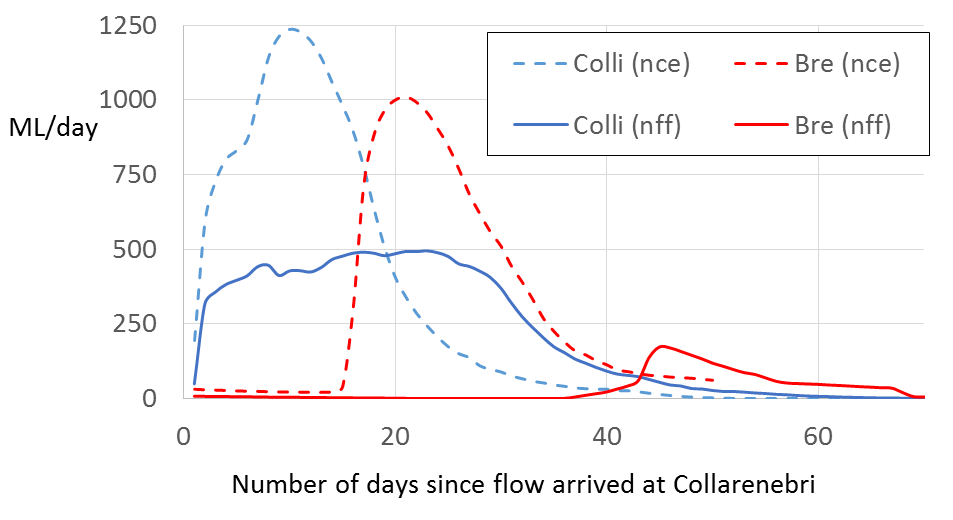 1250
1000
ML/day
750
500
250
0
Colli (nce) Bre (nce)
Colli (nff) Bre (nff)
0 20 40 60
Number of days since flow arrived at Collarenebri